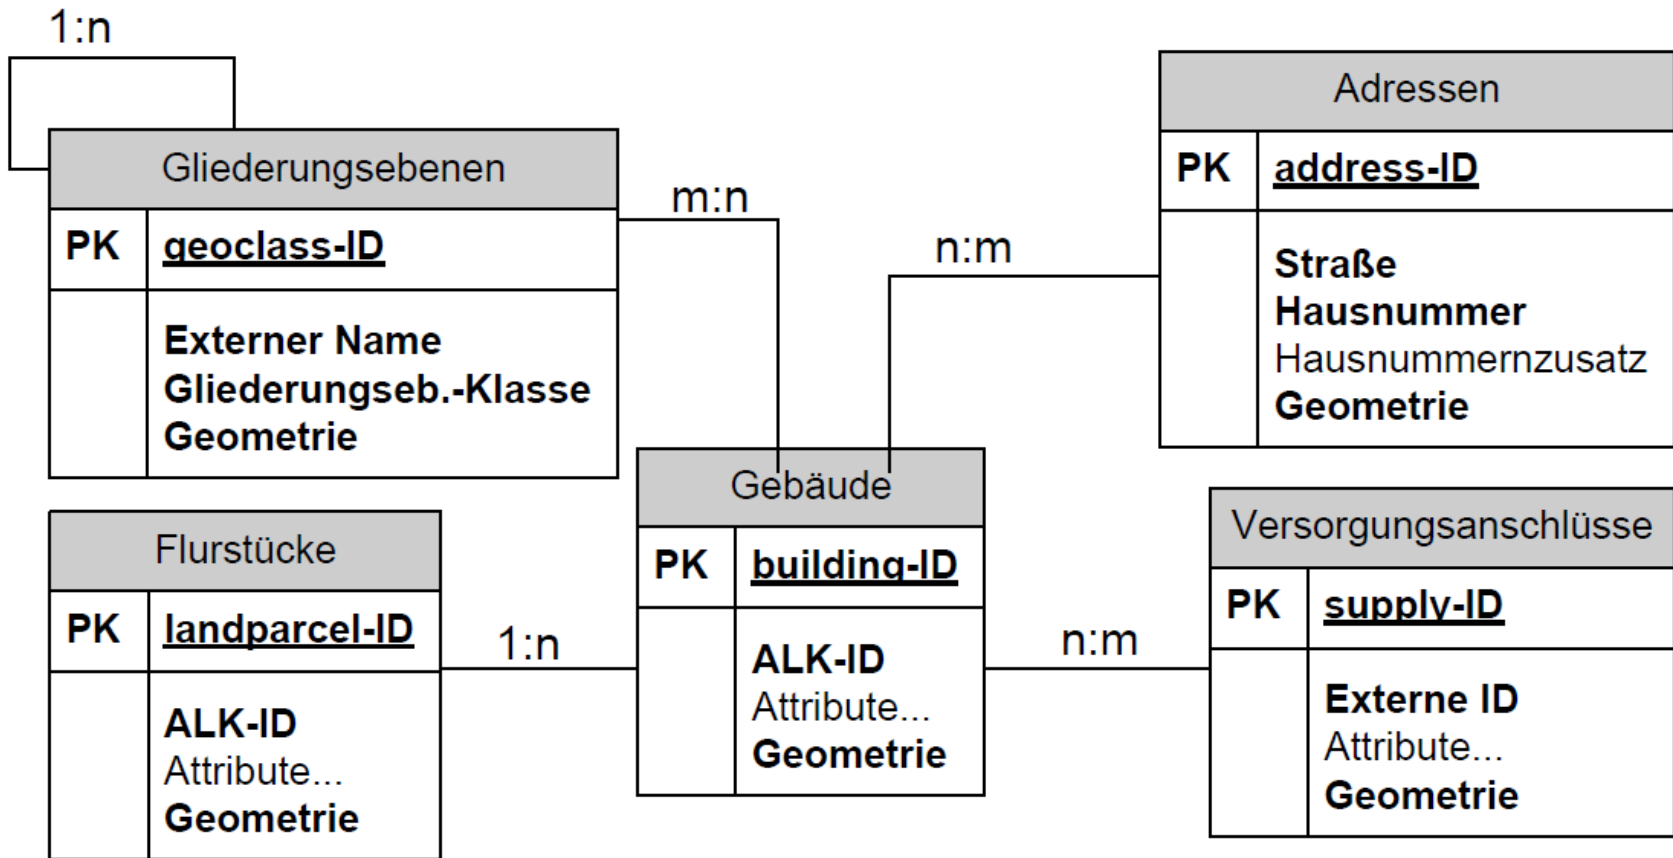 1:n
Gliederungsebenen
PK geoclass-ID
Externer Name
Gliederungseb.-Klasse
Geometrie
m:n
n:m
Adressen
PK address-ID
Straße
Hausnummer
Hausnummernzusatz
Geometrie
Flurstücke
PK landparcel-ID
ALK-ID
Attribute...
Geometrie
1:n
Gebäude
PK building-ID
ALK-ID
Attribute...
Geometrie
n:m
Versorgungsanschlüsse
PK supply-ID
Externe ID
Attribute...
Geometrie